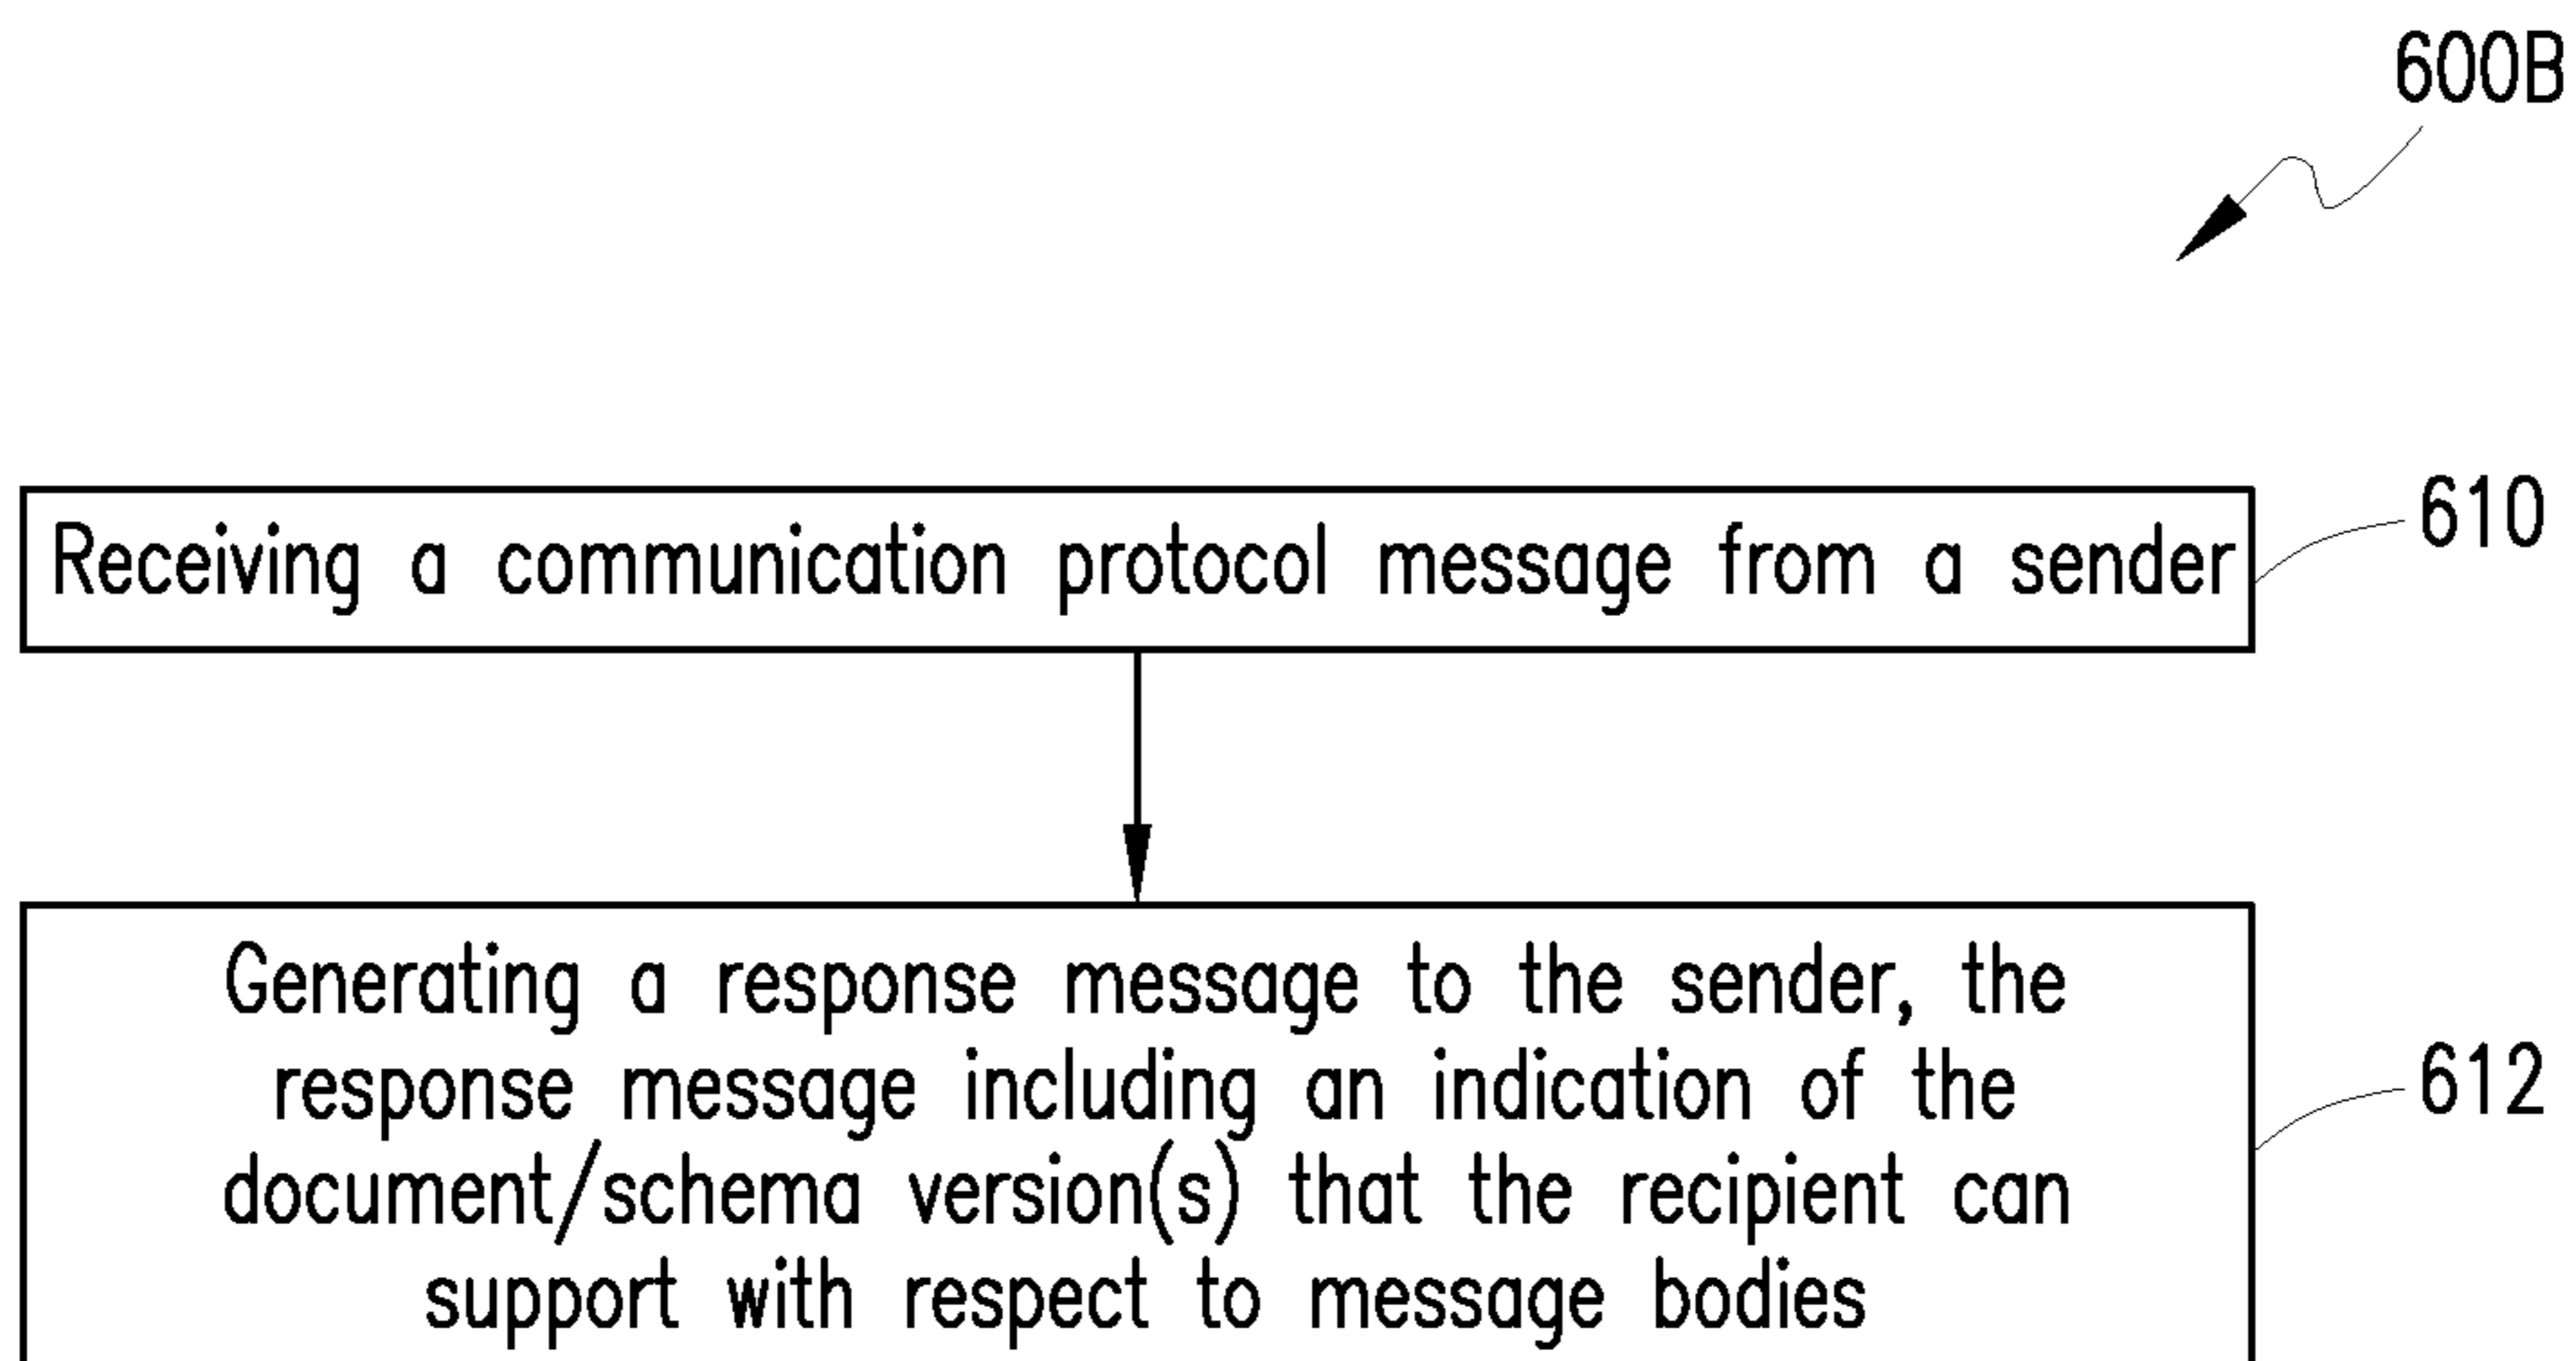 600B
Receiving a communication protocol message from a sender
610
Generating a response message to the sender, the
response message including an indication of the
document/schema version(s) that the recipient can
support with respect to message bodies
612